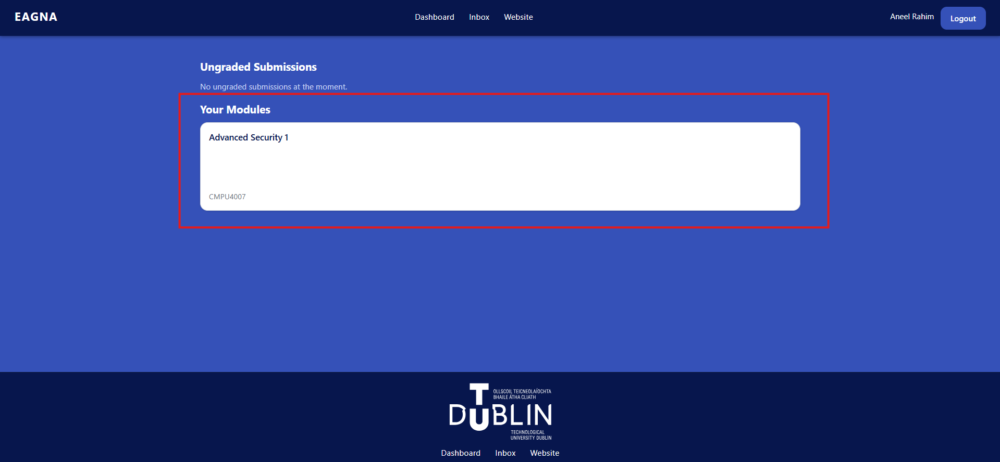 EAGNA
Dashboard
Inbox
Website
Aneel Rahim
Logout
Ungraded Submissions
No ungraded submissions at the moment.
Your Modules
Advanced Security 1
CMPU4007
OLLSCOIL TEICNEOLAÍOCHTA
BHAILE ÁTHA CLIATH
TU DUBLIN
TECHNOLOGICAL
UNIVERSITY DUBLIN
Dashboard
Inbox
Website